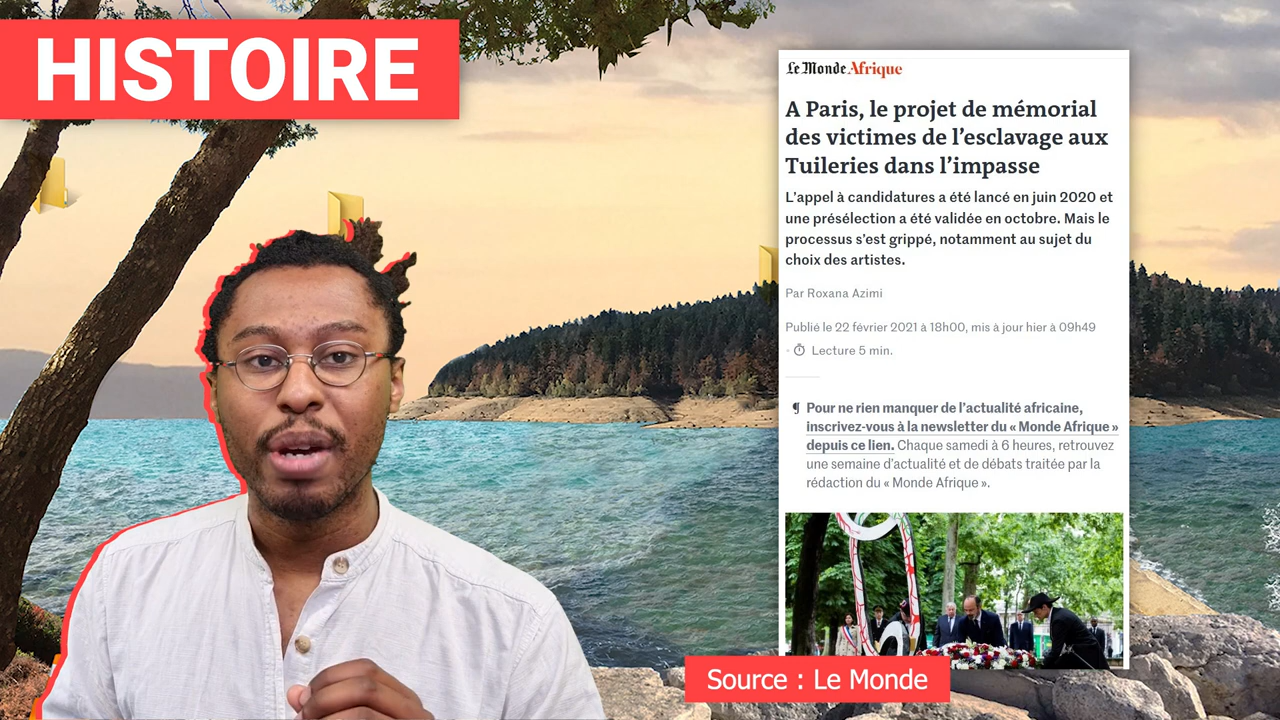 HISTOIRE
Le Monde Afrique
A Paris, le projet de mémorial
des victimes de l'esclavage aux
Tuileries dans l'impasse
L'appel à candidatures a été lancé en juin 2020 et
une présélection a été validée en octobre. Mais le
processus s'est grippé, notamment au sujet du
choix des artistes.
Par Roxana Azimi
Publié le 22 février 2021 à 18h00, mis à jour hier à 09h49
· Lecture 5 min.
¶ Pour ne rien manquer de l'actualité africaine,
inscrivez-vous à la newsletter du « Monde Afrique »
depuis ce lien. Chaque samedi à 6 heures, retrouvez
une semaine d'actualité et de débats traitée par la
rédaction du « Monde Afrique ».
Source : Le Monde